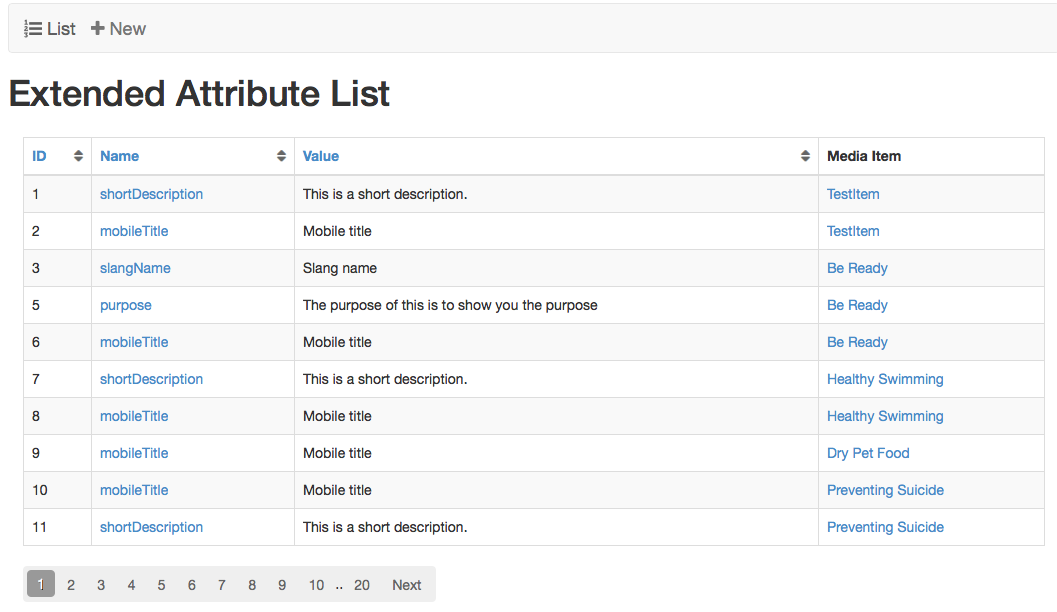 List New
Extended Attribute List
ID Name Value Media Item
1 shortDescription This is a short description. TestItem
2 mobileTitle Mobile title TestItem
3 slangName Slang name Be Ready
5 purpose The purpose of this is to show you the purpose Be Ready
6 mobileTitle Mobile title Be Ready
7 shortDescription This is a short description. Healthy Swimming
8 mobileTitle Mobile title Healthy Swimming
9 mobileTitle Mobile title Dry Pet Food
10 mobileTitle Mobile title Preventing Suicide
11 shortDescription This is a short description. Preventing Suicide
1 2 3 4 5 6 7 8 9 10 .. 20 Next